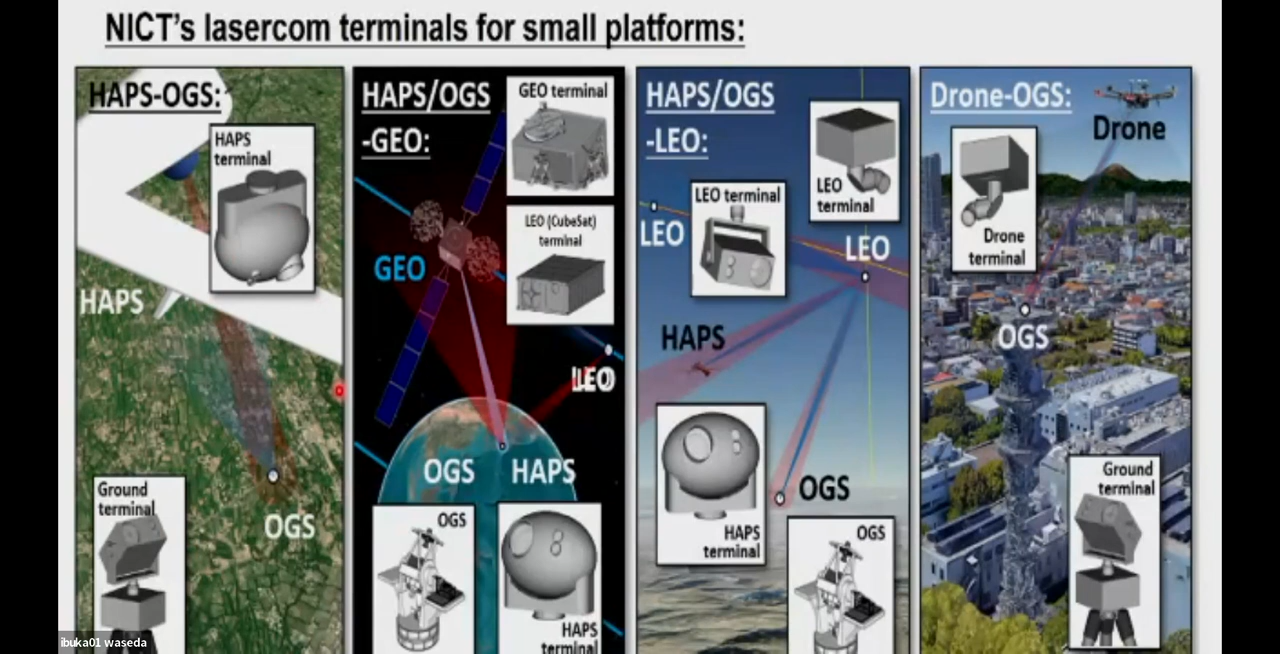 NICT's lasercom terminals for small platforms:
HAPS-OGS:
HAPS
terminal
HAPS
OGS
Ground
terminal
HAPS/OGS
-GEO:
GEO terminal
LEO (CubeSat)
terminal
GEO
LEO
OGS
HAPS
OGS
HAPS
terminal
HAPS/OGS
-LEO:
LEO
terminal
LEO terminal
LEO
LEO
HAPS
OGS
HAPS
terminal
OGS
Drone-OGS:
Drone
Drone
terminal
OGS
Ground
terminal
ibuka01 waseda